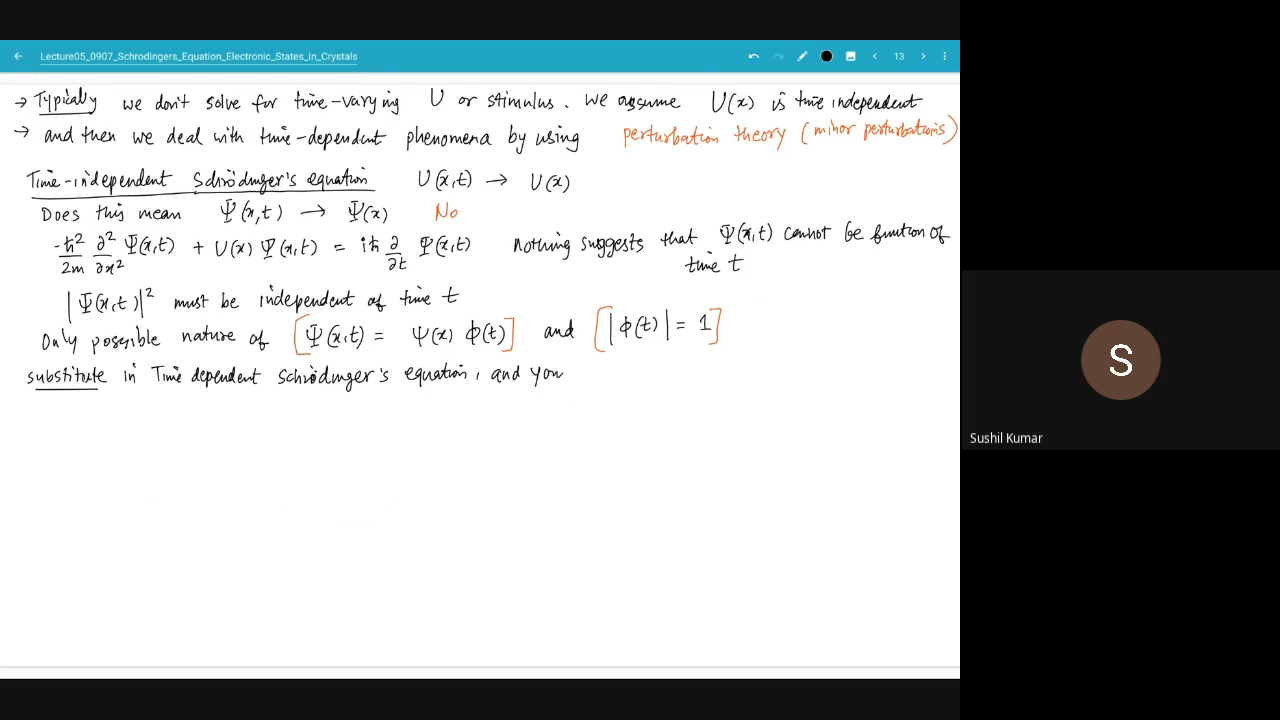 Lecture05_0907_Schrodingers_Equation_Electronic_States_in_Crystals
13
→ Typically we don't solve for time-varying U or stimulus. We assume U(x) is time independent
→ and then we deal with time-dependent phenomena by using perturbation theory (minor perturbations)
Time-independent Schrödinger's equation U(x,t) → U(x)
Does this mean Ψ(x,t) → Ψ(x) No
-ħ²/2m ∂²/∂x² Ψ(x,t) + U(x) Ψ(x,t) = iħ ∂/∂t Ψ(x,t) Nothing suggests that Ψ(x,t) cannot be function of
time t
|Ψ(x,t)|² must be independent of time t
Only possible nature of [Ψ(x,t) = ψ(x) ϕ(t)] and [|ϕ(t)| = 1]
substitute in Time dependent Schrödinger's equation, and you
S
Sushil Kumar